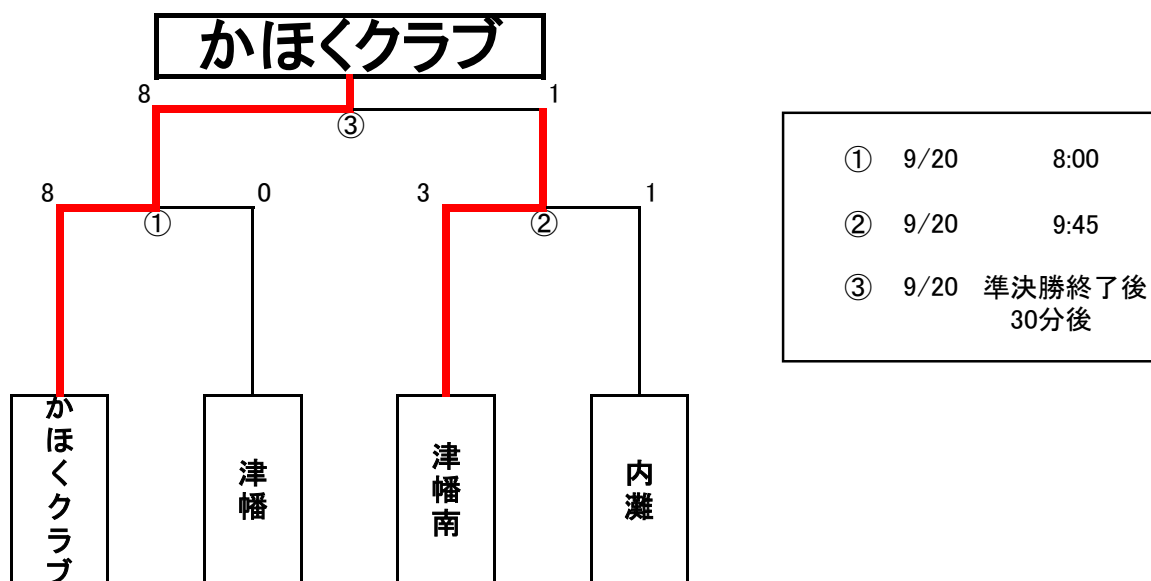 かほくクラブ
8
1
③
8
0
3
1
①
②
かほくクラブ
津幡
津幡南
内灘
① 9/20 8:00
② 9/20 9:45
③ 9/20 準決勝終了後
30分後